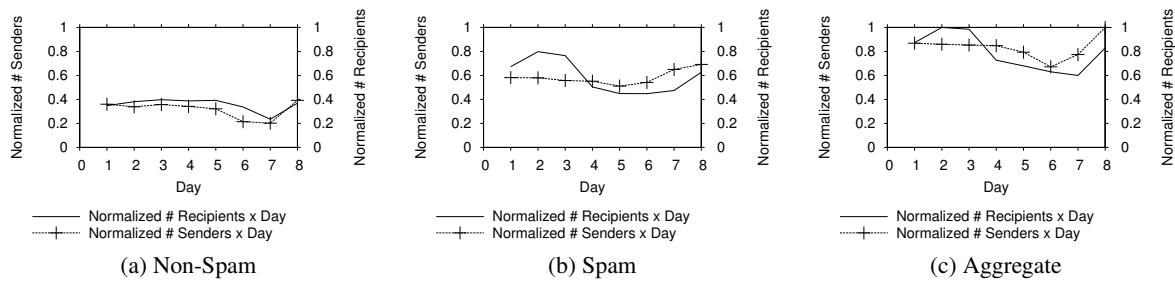 Normalized # Senders
1
0.8
0.6
0.4
0.2
0
0 1 2 3 4 5 6 7 8
Day
1
0.8
0.6
0.4
0.2
0
Normalized # Recipients
Normalized # Recipients x Day
Normalized # Senders x Day
(a) Non-Spam
Normalized # Senders
1
0.8
0.6
0.4
0.2
0
0 1 2 3 4 5 6 7 8
Day
1
0.8
0.6
0.4
0.2
0
Normalized # Recipients
Normalized # Recipients x Day
Normalized # Senders x Day
(b) Spam
Normalized # Senders
1
0.8
0.6
0.4
0.2
0
0 1 2 3 4 5 6 7 8
Day
1
0.8
0.6
0.4
0.2
0
Normalized # Recipients
Normalized # Recipients x Day
Normalized # Senders x Day
(c) Aggregate